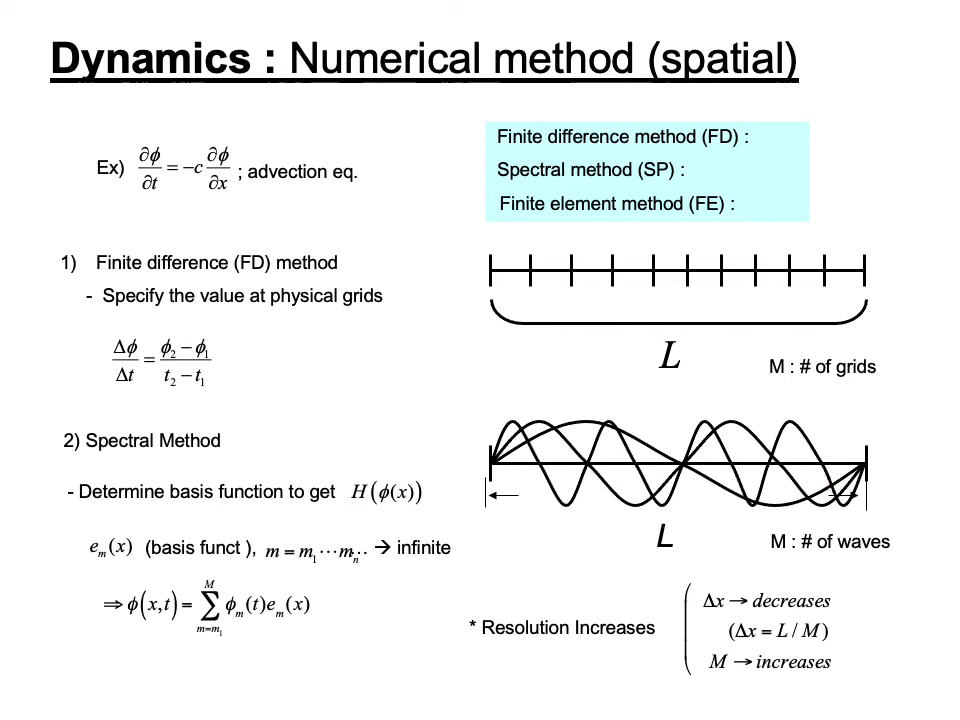 Dynamics : Numerical method (spatial)
Ex) ∂ϕ/∂t = −c ∂ϕ/∂x ; advection eq.
Finite difference method (FD) :
Spectral method (SP) :
Finite element method (FE) :
1) Finite difference (FD) method
- Specify the value at physical grids
Δϕ/Δt = (ϕ₂ − ϕ₁)/(t₂ − t₁)
L
M : # of grids
2) Spectral Method
- Determine basis function to get H(ϕ(x))
eₘ(x) (basis funct ), m = m₁⋯mₙ.. → infinite
⇒ ϕ(x,t) = ∑_{m=m₁}^{M} ϕₘ(t)eₘ(x)
L
M : # of waves
* Resolution Increases
Δx → decreases
(Δx = L / M)
M → increases